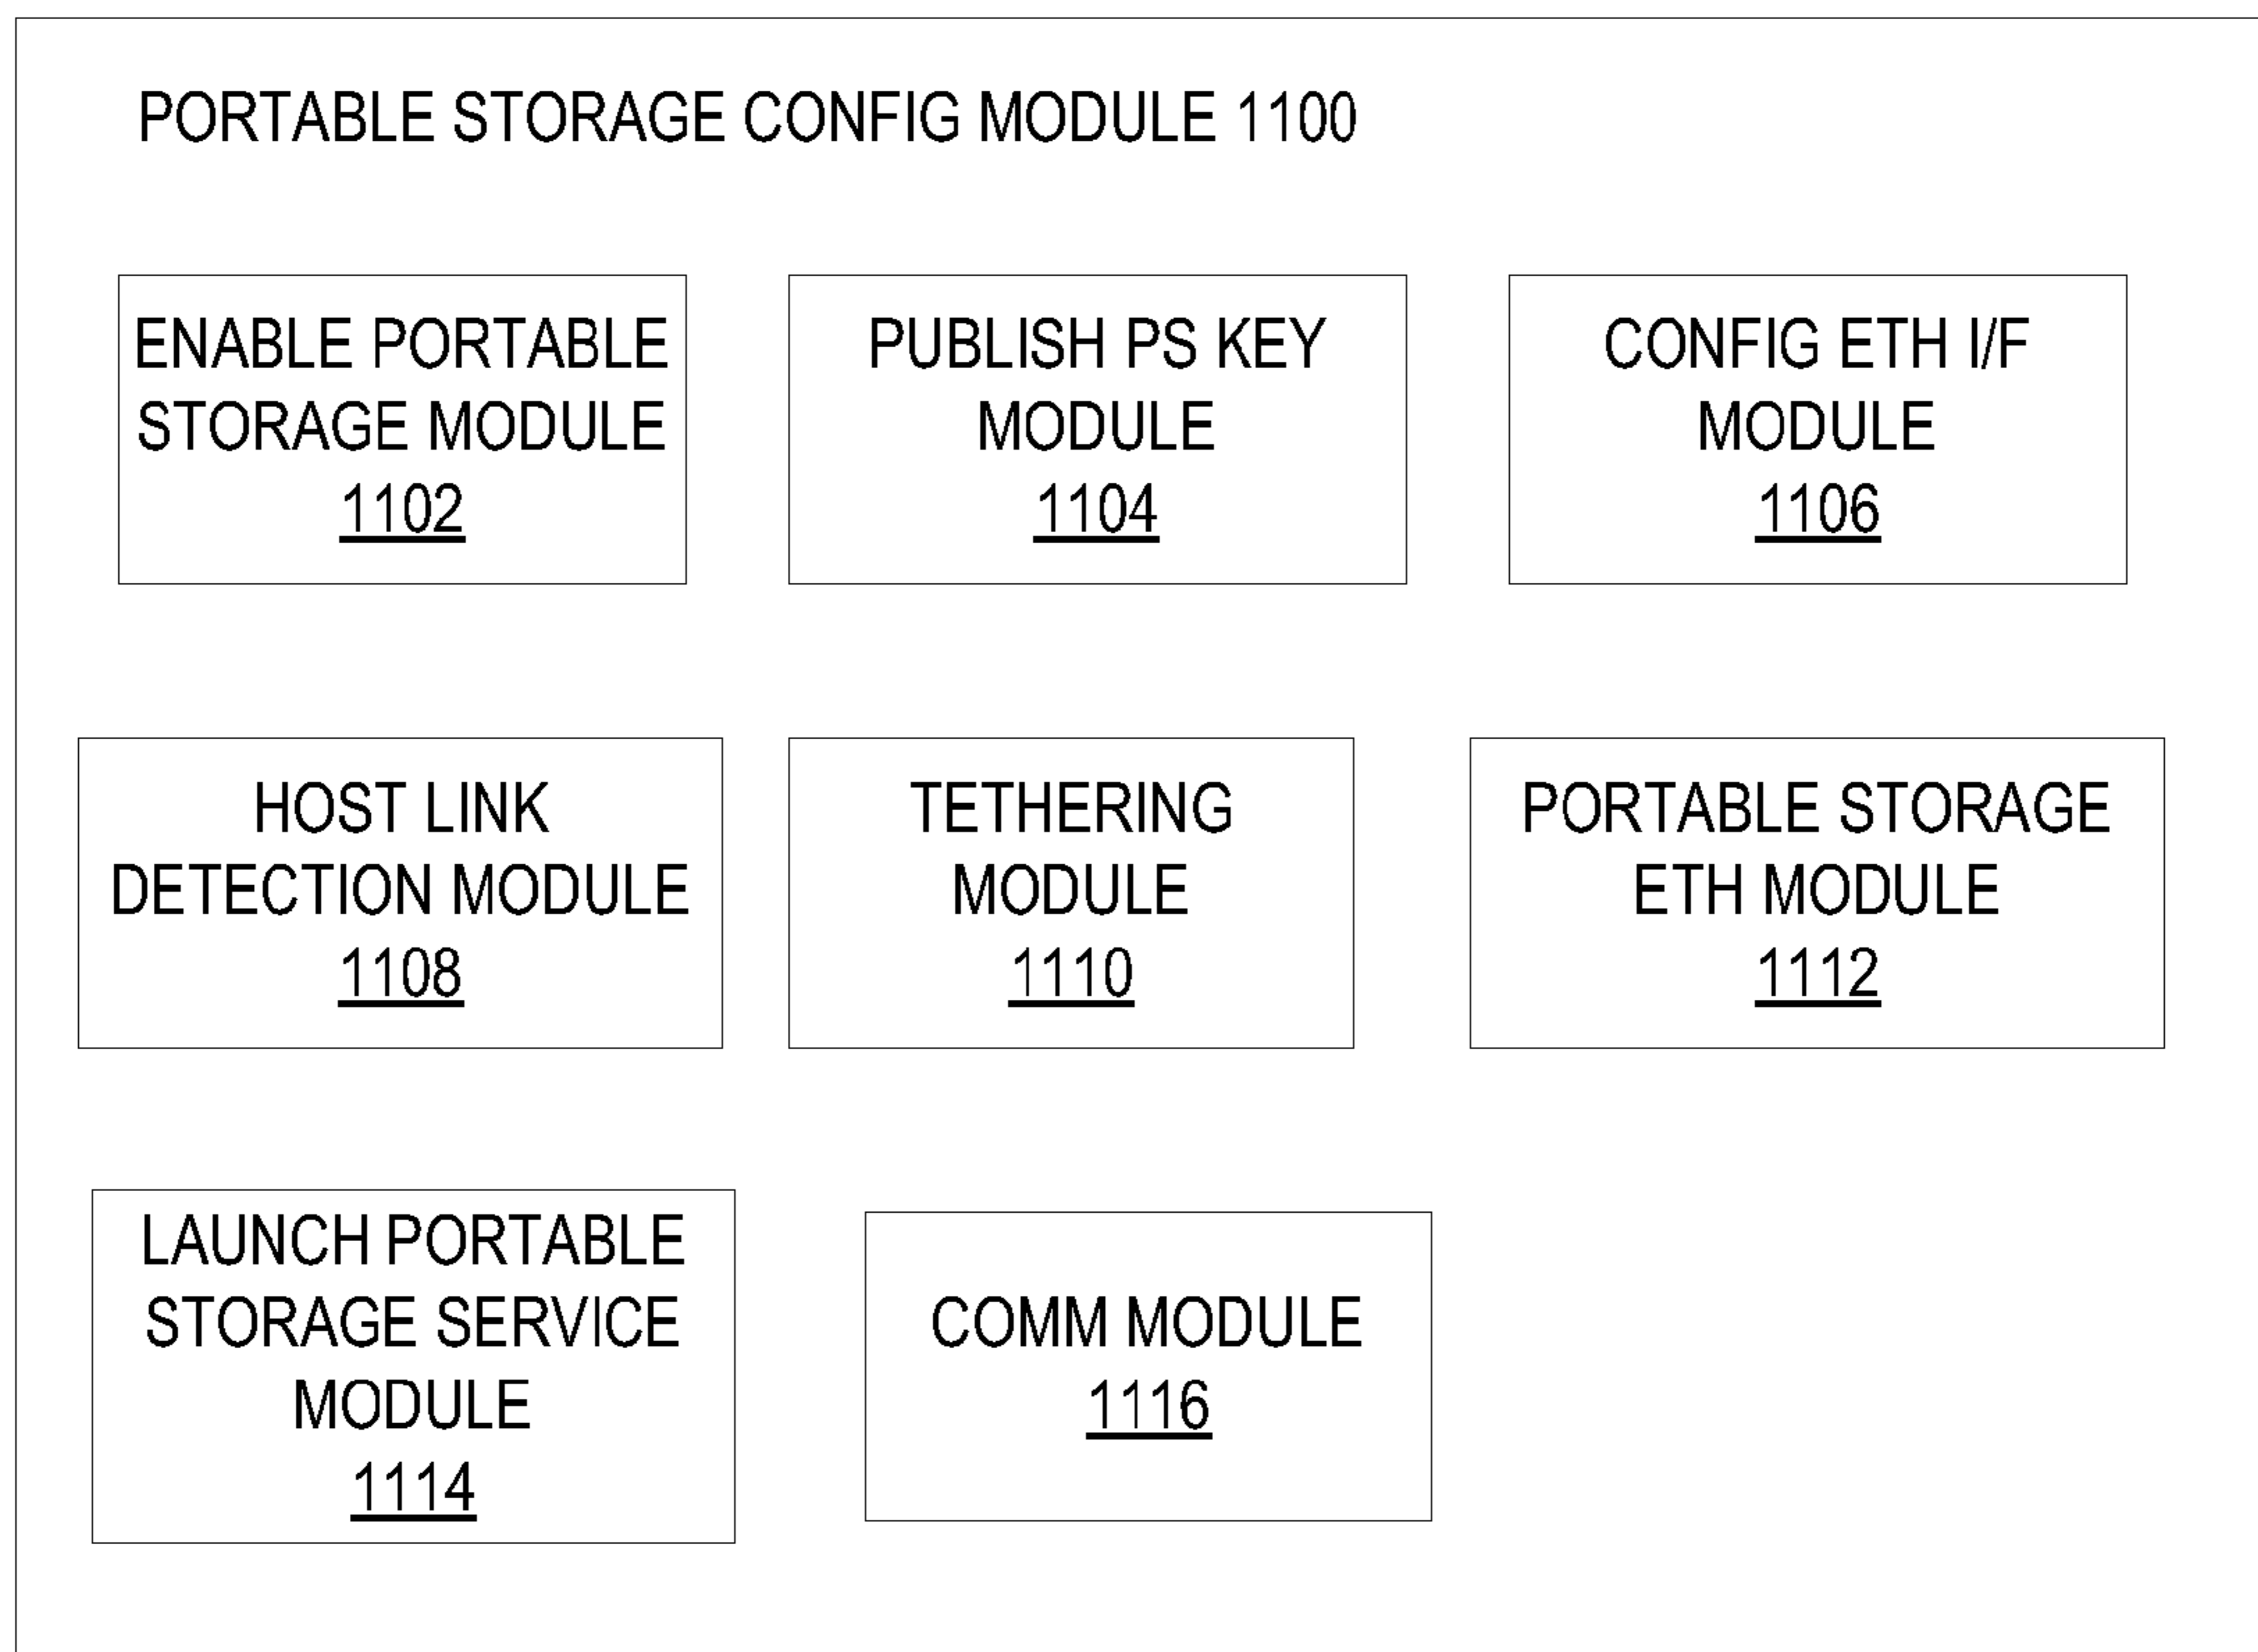 PORTABLE STORAGE CONFIG MODULE 1100
ENABLE PORTABLE
STORAGE MODULE
1102
PUBLISH PS KEY
MODULE
1104
CONFIG ETH I/F
MODULE
1106
HOST LINK
DETECTION MODULE
1108
TETHERING
MODULE
1110
PORTABLE STORAGE
ETH MODULE
1112
LAUNCH PORTABLE
STORAGE SERVICE
MODULE
1114
COMM MODULE
1116